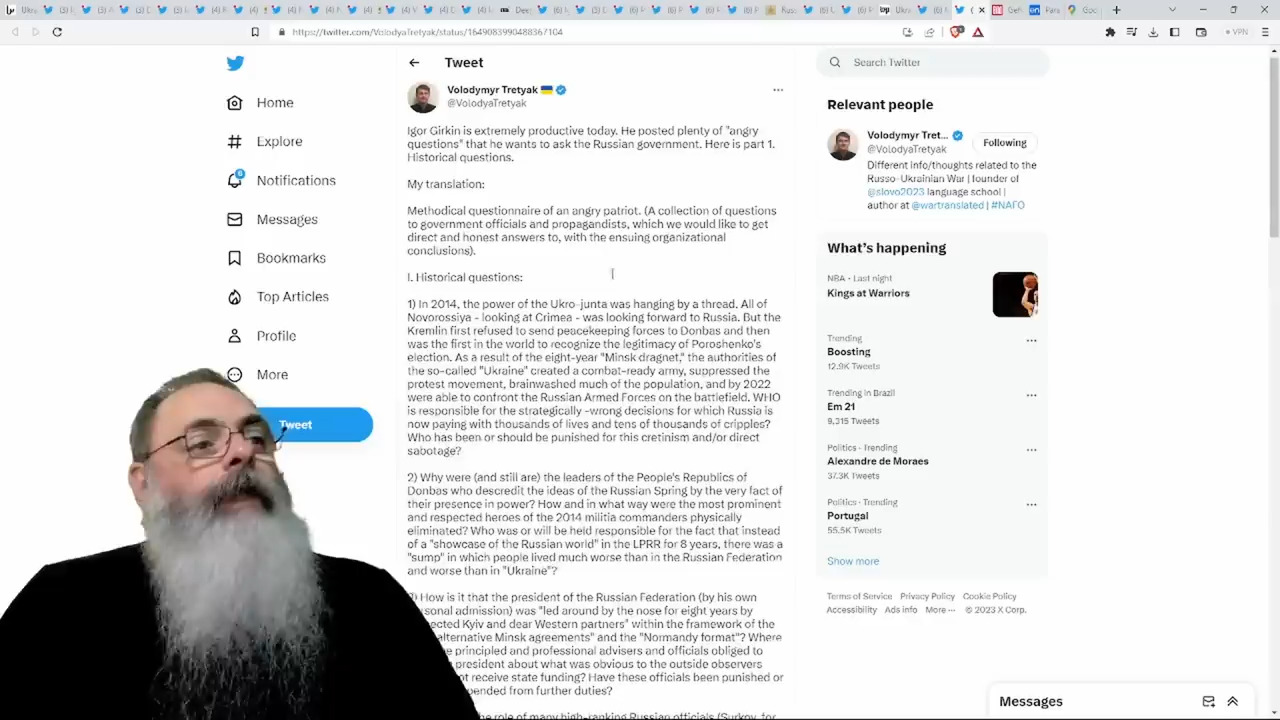 https://twitter.com/VolodyaTretyak/status/1649083990488367104
VPN
Home
Explore
6
Notifications
Messages
Bookmarks
Top Articles
Profile
More
Tweet
Tweet
Volodymyr Tretyak
@VolodyaTretyak
Igor Girkin is extremely productive today. He posted plenty of "angry
questions" that he wants to ask the Russian government. Here is part 1.
Historical questions.
My translation:
Methodical questionnaire of an angry patriot. (A collection of questions
to government officials and propagandists, which we would like to get
direct and honest answers to, with the ensuing organizational
conclusions).
I. Historical questions:
1) In 2014, the power of the Ukro-junta was hanging by a thread. All of
Novorossiya - looking at Crimea - was looking forward to Russia. But the
Kremlin first refused to send peacekeeping forces to Donbas and then
was the first in the world to recognize the legitimacy of Poroshenko's
election. As a result of the eight-year "Minsk dragnet," the authorities of
the so-called "Ukraine" created a combat-ready army, suppressed the
protest movement, brainwashed much of the population, and by 2022
were able to confront the Russian Armed Forces on the battlefield. WHO
is responsible for the strategically -wrong decisions for which Russia is
now paying with thousands of lives and tens of thousands of cripples?
Who has been or should be punished for this cretinism and/or direct
sabotage?
2) Why were (and still are) the leaders of the People's Republics of
Donbas who descredit the ideas of the Russian Spring by the very fact of
their presence in power? How and in what way were the most prominent
and respected heroes of the 2014 militia commanders physically
eliminated? Who was or will be held responsible for the fact that instead
of a "showcase of the Russian world" in the LPRR for 8 years, there was a
"sump" in which people lived much worse than in the Russian Federation
and worse than in "Ukraine"?
How is it that the president of the Russian Federation (by his own
sonal admission) was "led around by the nose for eight years by
ected Kyiv and dear Western partners" within the framework of the
alternative Minsk agreements" and the "Normandy format"? Where
e principled and professional advisers and officials obliged to
president about what was obvious to the outside observers
ot receive state funding? Have these officials been punished or
pended from further duties?
he role of many high-ranking Russian officials (Surkov, for
Search Twitter
Relevant people
Volodymyr Tret...
@VolodyaTretyak
Following
Different info/thoughts related to the
Russo-Ukrainian War | founder of
@slovo2023 language school |
author at @wartranslated | #NAFO
What's happening
NBA · Last night
Kings at Warriors
Trending
Boosting
12.9K Tweets
Trending in Brazil
Em 21
9,315 Tweets
Politics · Trending
Alexandre de Moraes
37.3K Tweets
Politics · Trending
Portugal
55.5K Tweets
Show more
Terms of Service Privacy Policy Cookie Policy
Accessibility Ads info More ··· © 2023 X Corp.
Messages